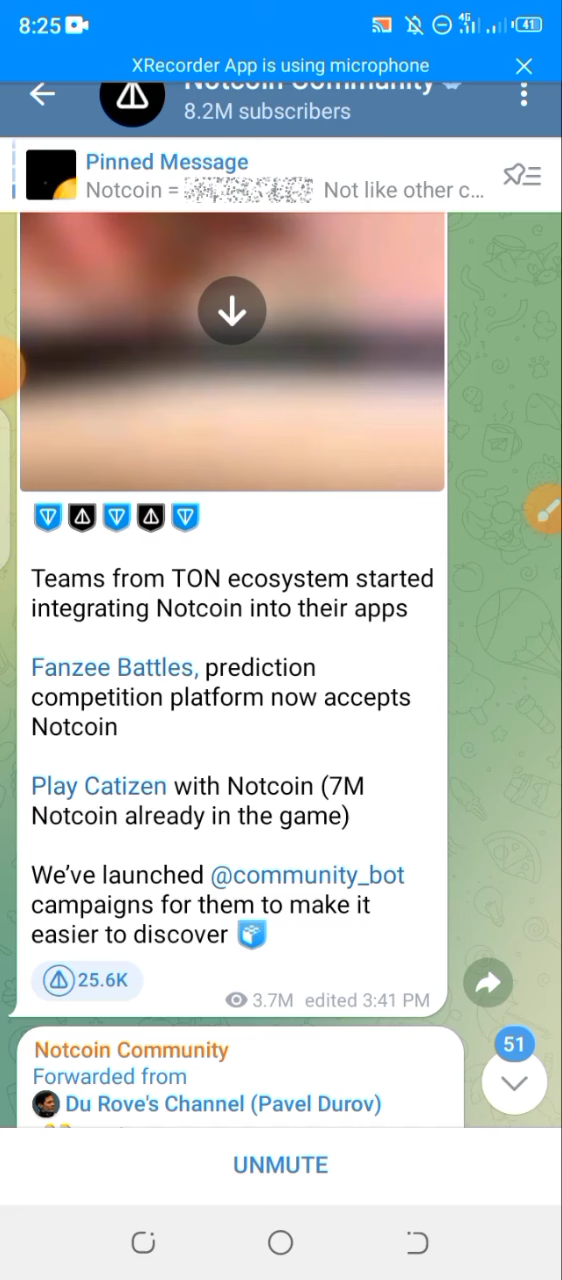 8:25
4G
41
XRecorder App is using microphone
Notcoin Community
8.2M subscribers
Pinned Message
Notcoin = Not like other c...
Teams from TON ecosystem started
integrating Notcoin into their apps
Fanzee Battles, prediction
competition platform now accepts
Notcoin
Play Catizen with Notcoin (7M
Notcoin already in the game)
We’ve launched @community_bot
campaigns for them to make it
easier to discover
25.6K
3.7M edited 3:41 PM
51
Notcoin Community
Forwarded from
Du Rove's Channel (Pavel Durov)
UNMUTE